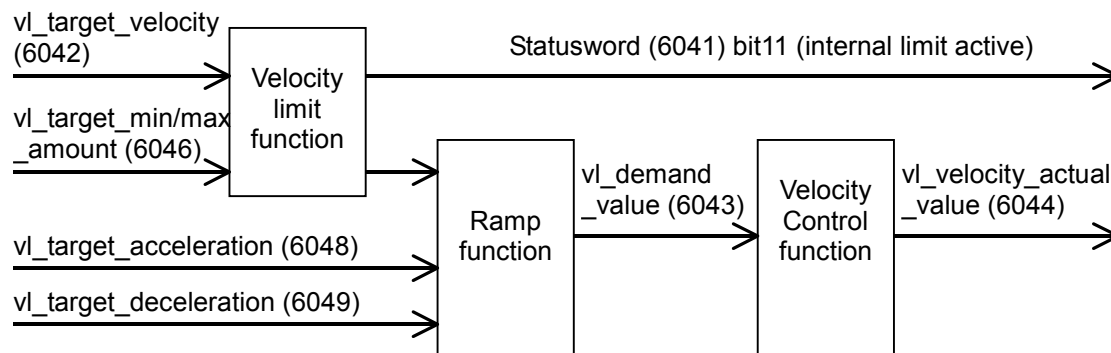 vl_target_velocity
(6042)
Statusword (6041) bit11 (internal limit active)
Velocity
limit
function
vl_target_min/max
_amount (6046)
vl_demand
_value (6043)
Velocity
Control
function
vl_velocity_actual
_value (6044)
Ramp
function
vl_target_acceleration (6048)
vl_target_deceleration (6049)